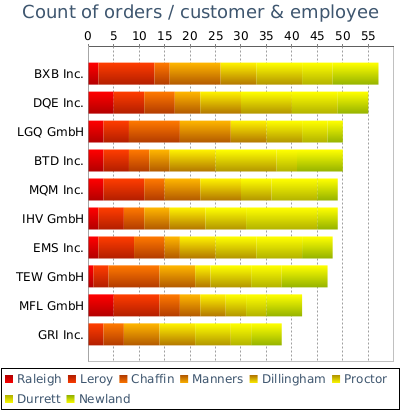 Count of orders / customer & employee
0 5 10 15 20 25 30 35 40 45 50 55
BXB Inc.
DQE Inc.
LGQ GmbH
BTD Inc.
MQM Inc.
IHV GmbH
EMS Inc.
TEW GmbH
MFL GmbH
GRI Inc.
Raleigh Leroy Chaffin Manners Dillingham Proctor
Durrett Newland